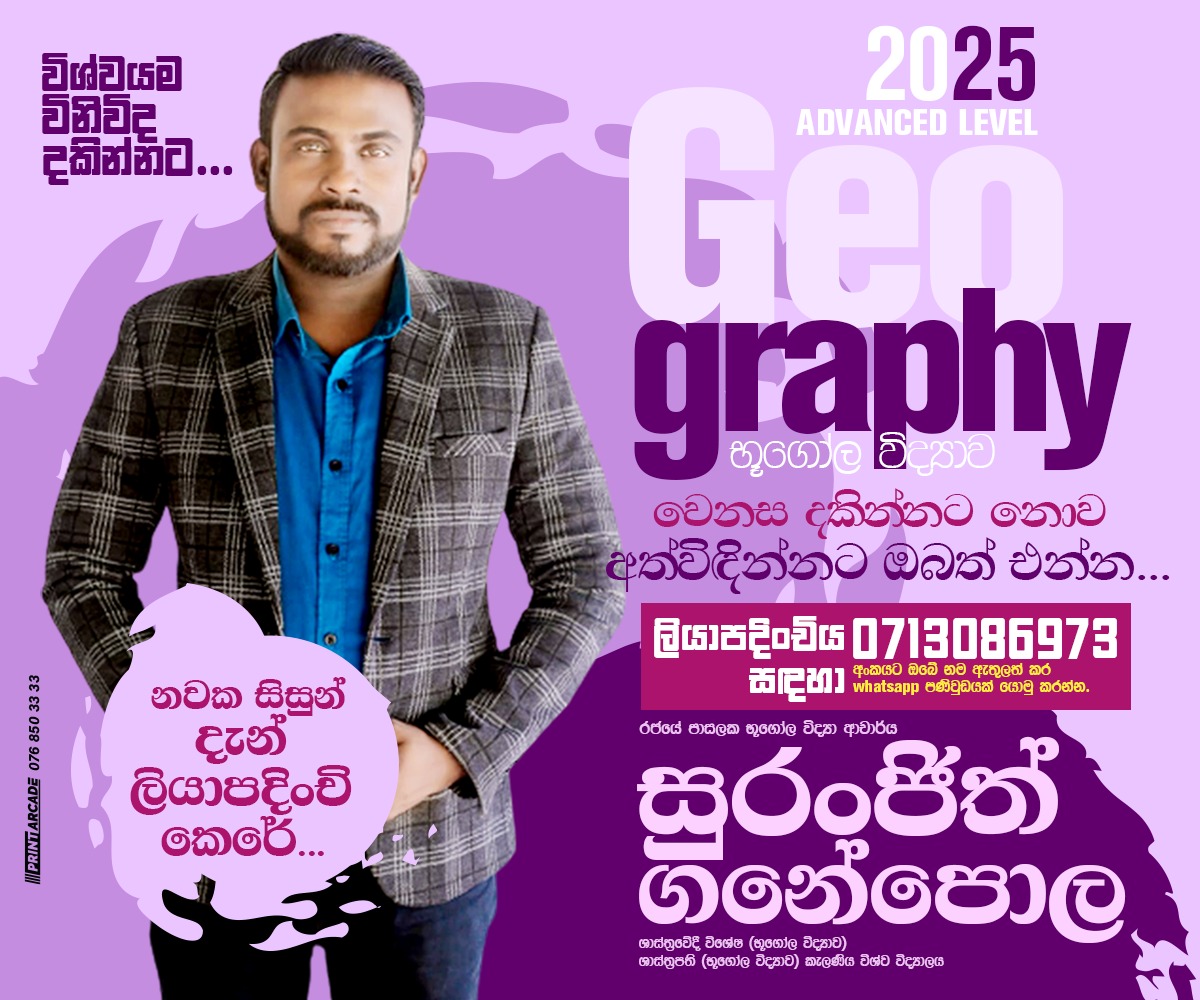 විශ්වයම
විනිවිද
දකින්නට...
2025
ADVANCED LEVEL
Geo
graphy
භූගෝල විද්‍යාව
වෙනස දකින්නට නොව
අත්විඳින්නට ඔබත් එන්න...
ලියාපදිංචිය
සඳහා
0713086973
අංකයට ඔබේ නම ඇතුලත් කර
whatsapp පණිවුඩයක් යොමු කරන්න.
රජයේ පාසලක භූගෝල විද්‍යා ආචාර්ය
සුරංජිත්
ගනේපොල
ශාස්ත්‍රවේදී විශේෂ (භූගෝල විද්‍යාව)
ශාස්ත්‍රපති (භූගෝල විද්‍යාව) කැලණිය විශ්ව විද්‍යාලය
නවක සිසුන්
දැන්
ලියාපදිංචි
කෙරේ...
PRINT ARCADE 076 850 33 33